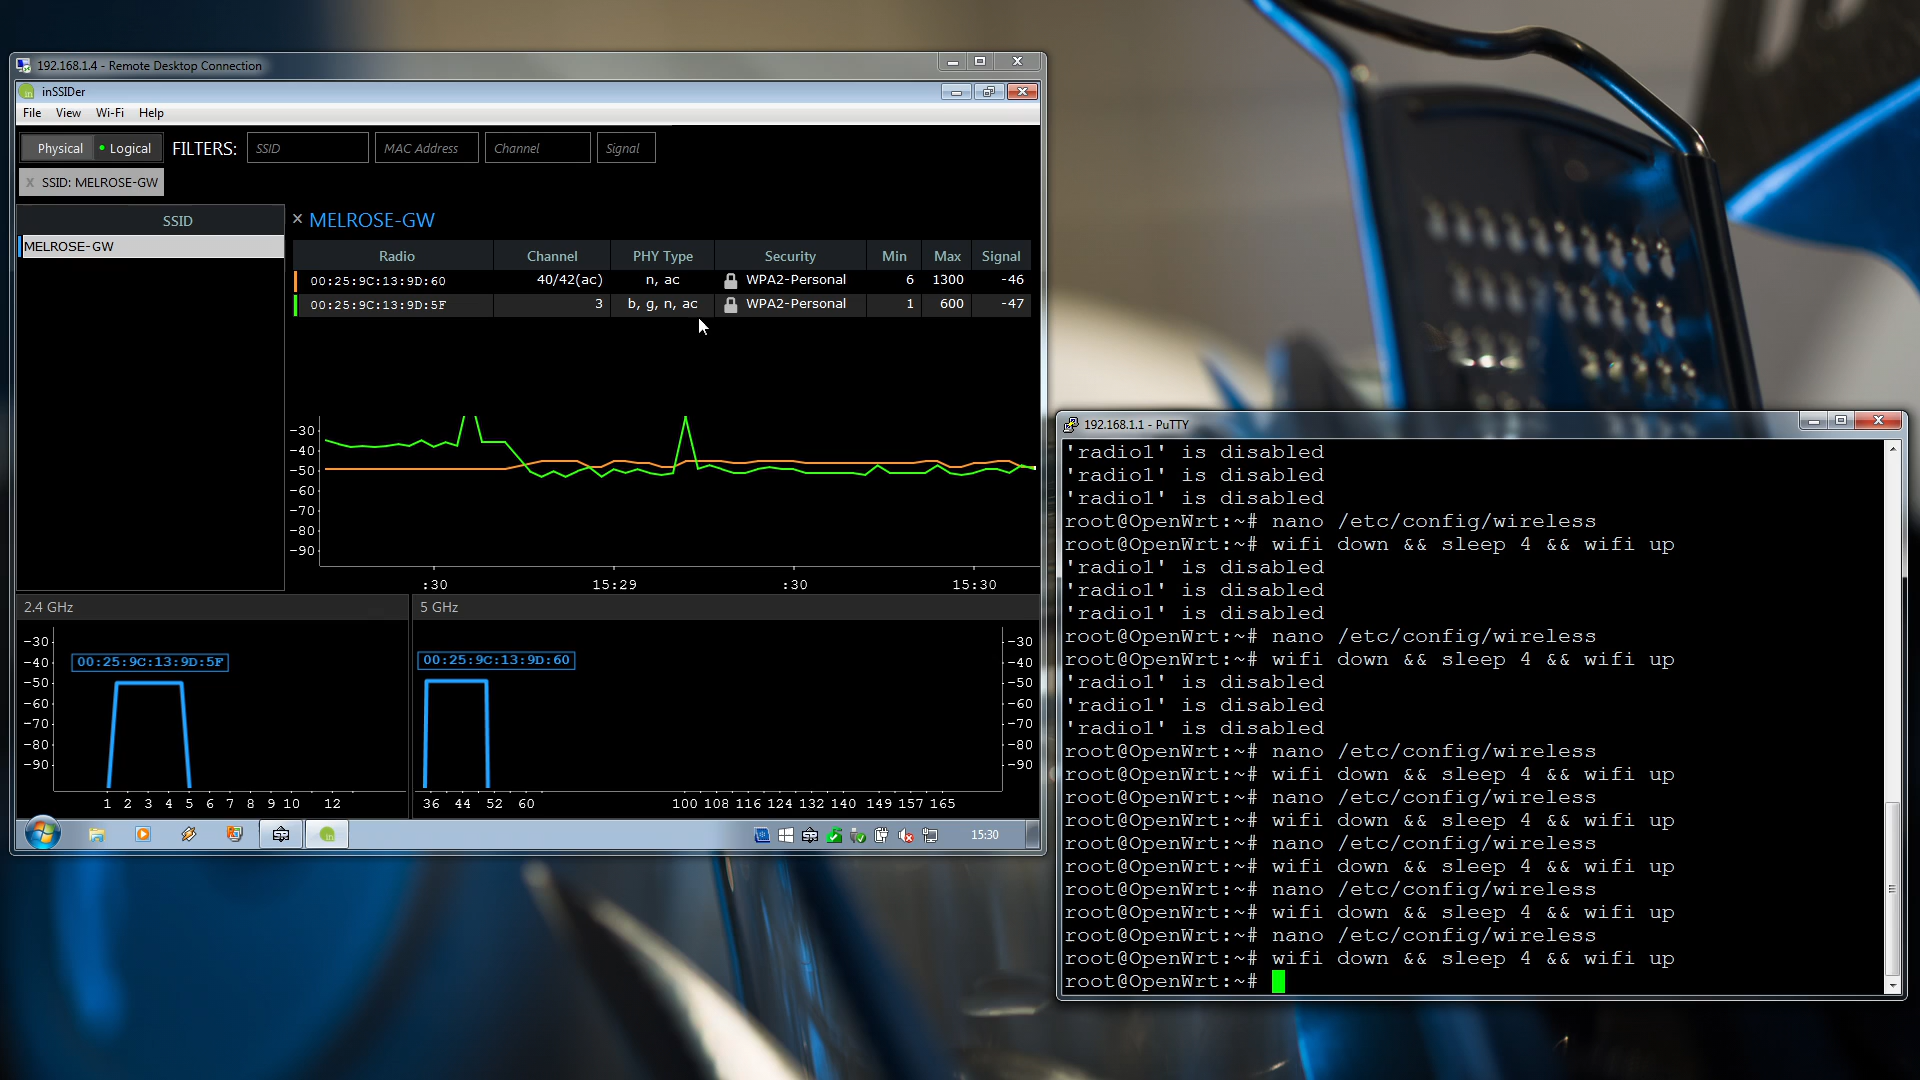 192.168.1.4 - Remote Desktop Connection
inSSIDer
File View Wi-Fi Help
Physical Logical FILTERS: SSID MAC Address Channel Signal
X SSID: MELROSE-GW
SSID
MELROSE-GW
× MELROSE-GW
Radio Channel PHY Type Security Min Max Signal
00:25:9C:13:9D:60 40/42(ac) n, ac WPA2-Personal 6 1300 -46
00:25:9C:13:9D:5F 3 b, g, n, ac WPA2-Personal 1 600 -47
-30
-40
-50
-60
-70
-80
-90
:30 15:29 :30 15:30
2.4 GHz
-30
-40
-50
-60
-70
-80
-90
00:25:9C:13:9D:5F
1 2 3 4 5 6 7 8 9 10 12
5 GHz
00:25:9C:13:9D:60
-30
-40
-50
-60
-70
-80
-90
36 44 52 60 100 108 116 124 132 140 149 157 165
in
15:30
192.168.1.1 - PuTTY
'radio1' is disabled
'radio1' is disabled
'radio1' is disabled
root@OpenWrt:~# nano /etc/config/wireless
root@OpenWrt:~# wifi down && sleep 4 && wifi up
'radio1' is disabled
'radio1' is disabled
'radio1' is disabled
root@OpenWrt:~# nano /etc/config/wireless
root@OpenWrt:~# wifi down && sleep 4 && wifi up
'radio1' is disabled
'radio1' is disabled
'radio1' is disabled
root@OpenWrt:~# nano /etc/config/wireless
root@OpenWrt:~# wifi down && sleep 4 && wifi up
root@OpenWrt:~# nano /etc/config/wireless
root@OpenWrt:~# wifi down && sleep 4 && wifi up
root@OpenWrt:~# nano /etc/config/wireless
root@OpenWrt:~# wifi down && sleep 4 && wifi up
root@OpenWrt:~# nano /etc/config/wireless
root@OpenWrt:~# wifi down && sleep 4 && wifi up
root@OpenWrt:~# nano /etc/config/wireless
root@OpenWrt:~# wifi down && sleep 4 && wifi up
root@OpenWrt:~#